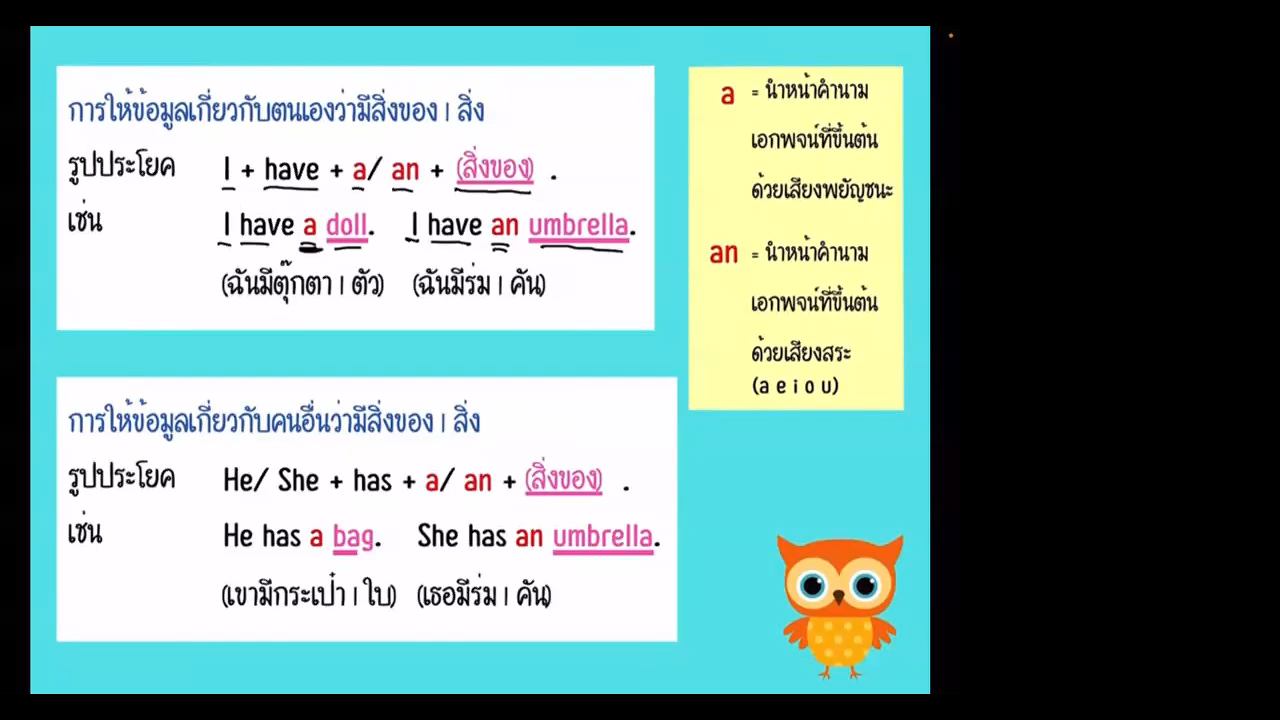 การให้ข้อมูลเกี่ยวกับตนเองว่ามีสิ่งของ 1 สิ่ง
รูปประโยค I + have + a/ an + (สิ่งของ) .
เช่น I have a doll. I have an umbrella.
(ฉันมีตุ๊กตา 1 ตัว) (ฉันมีร่ม 1 คัน)
a = นำหน้าคำนาม
เอกพจน์ที่ขึ้นต้น
ด้วยเสียงพยัญชนะ
an = นำหน้าคำนาม
เอกพจน์ที่ขึ้นต้น
ด้วยเสียงสระ
(a e i o u)
การให้ข้อมูลเกี่ยวกับคนอื่นว่ามีสิ่งของ 1 สิ่ง
รูปประโยค He/ She + has + a/ an + (สิ่งของ) .
เช่น He has a bag. She has an umbrella.
(เขามีกระเป๋า 1 ใบ) (เธอมีร่ม 1 คัน)